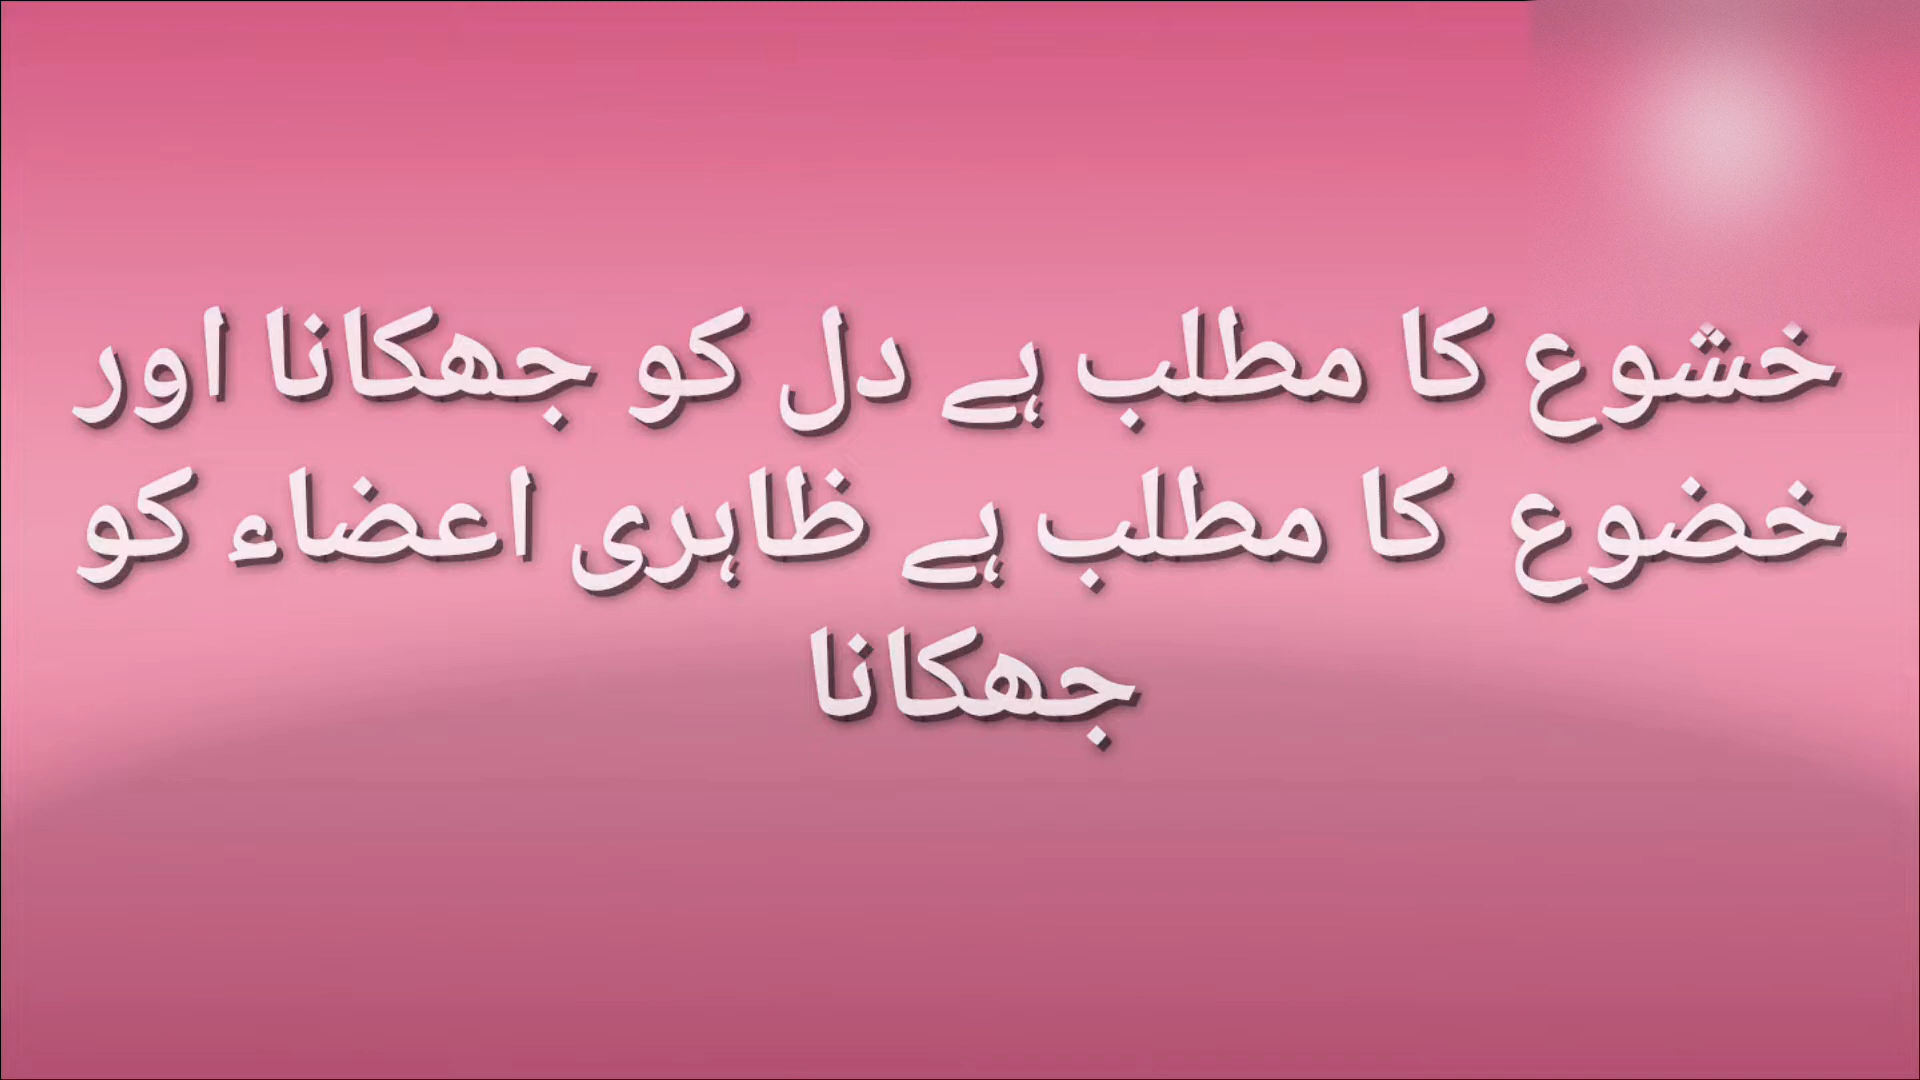 خشوع کا مطلب ہے دل کو جھکانا اور
خضوع کا مطلب ہے ظاہری اعضاء کو
جھکانا